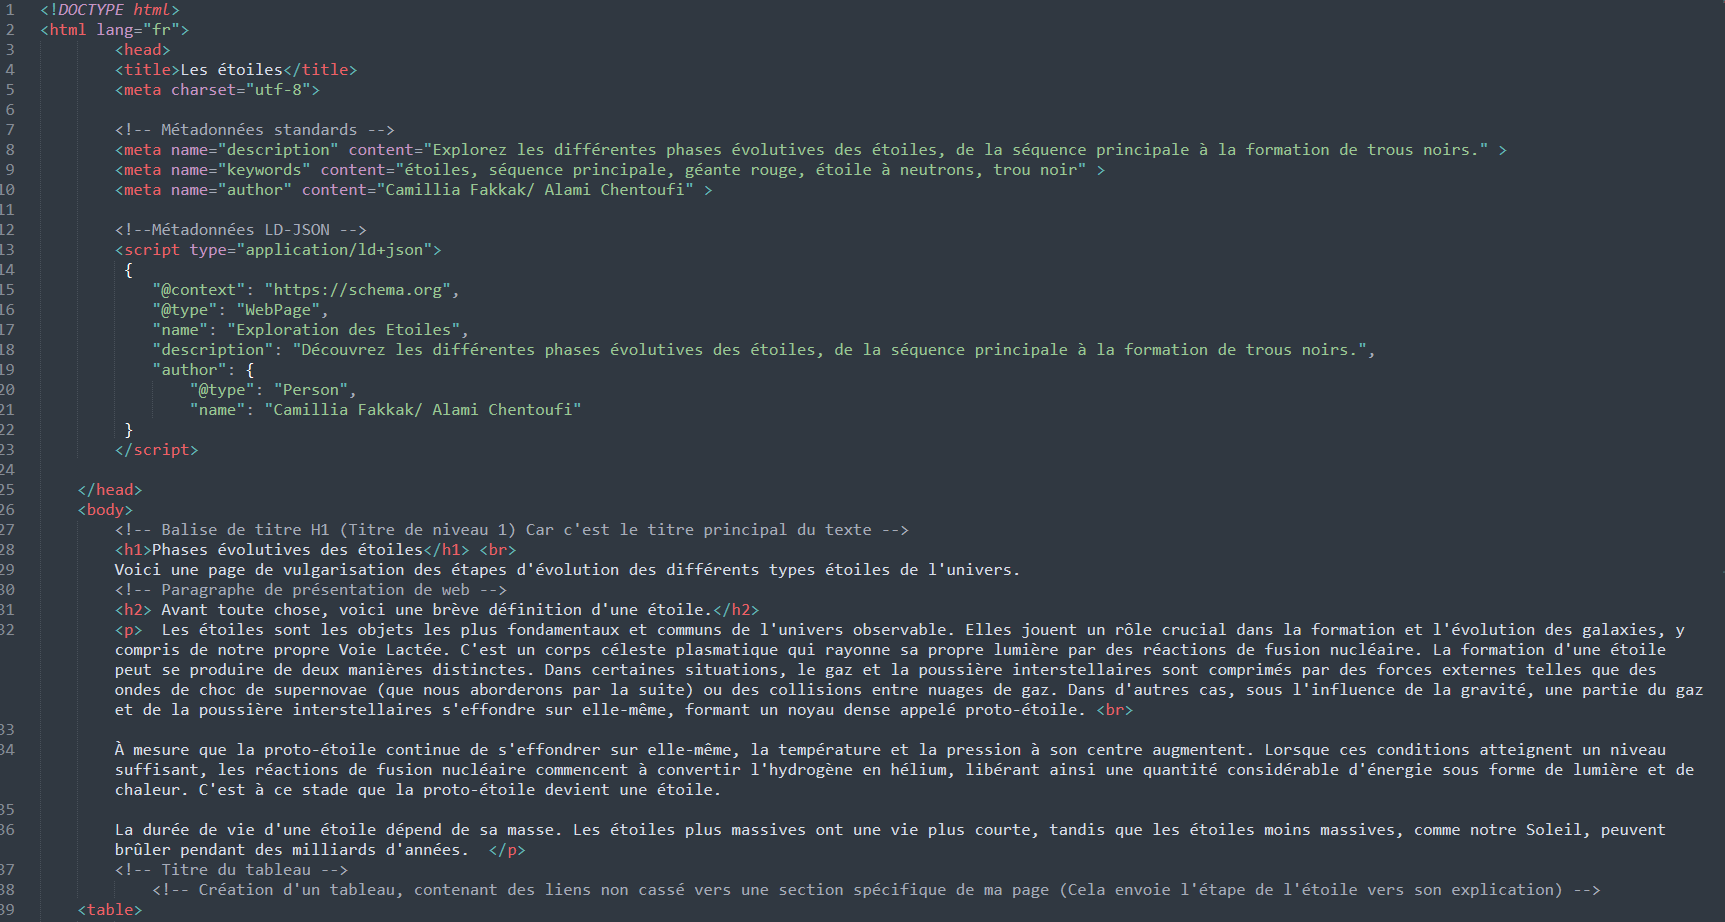 1 <!DOCTYPE html>
2 <html lang="fr">
3 <head>
4 <title>Les étoiles</title>
5 <meta charset="utf-8">
6
7 <!-- Métadonnées standards -->
8 <meta name="description" content="Explorez les différentes phases évolutives des étoiles, de la séquence principale à la formation de trous noirs." >
9 <meta name="keywords" content="étoiles, séquence principale, géante rouge, étoile à neutrons, trou noir" >
10 <meta name="author" content="Camillia Fakkak/ Alami Chentoufi" >
11
12 <!--Métadonnées LD-JSON -->
13 <script type="application/ld+json">
14 {
15 "@context": "https://schema.org",
16 "@type": "WebPage",
17 "name": "Exploration des Etoiles",
18 "description": "Découvrez les différentes phases évolutives des étoiles, de la séquence principale à la formation de trous noirs.",
19 "author": {
20 "@type": "Person",
21 "name": "Camillia Fakkak/ Alami Chentoufi"
22 }
23 </script>
24
25 </head>
26 <body>
27 <!-- Balise de titre H1 (Titre de niveau 1) Car c'est le titre principal du texte -->
28 <h1>Phases évolutives des étoiles</h1> <br>
29 Voici une page de vulgarisation des étapes d'évolution des différents types étoiles de l'univers.
30 <!-- Paragraphe de présentation de web -->
31 <h2> Avant toute chose, voici une brève définition d'une étoile.</h2>
32 <p>  Les étoiles sont les objets les plus fondamentaux et communs de l'univers observable. Elles jouent un rôle crucial dans la formation et l'évolution des galaxies, y
compris de notre propre Voie Lactée. C'est un corps céleste plasmatique qui rayonne sa propre lumière par des réactions de fusion nucléaire. La formation d'une étoile
peut se produire de deux manières distinctes. Dans certaines situations, le gaz et la poussière interstellaires sont comprimés par des forces externes telles que des
ondes de choc de supernovae (que nous aborderons par la suite) ou des collisions entre nuages de gaz. Dans d'autres cas, sous l'influence de la gravité, une partie du gaz
et de la poussière interstellaires s'effondre sur elle-même, formant un noyau dense appelé proto-étoile. <br>
33
34 À mesure que la proto-étoile continue de s'effondrer sur elle-même, la température et la pression à son centre augmentent. Lorsque ces conditions atteignent un niveau
suffisant, les réactions de fusion nucléaire commencent à convertir l'hydrogène en hélium, libérant ainsi une quantité considérable d'énergie sous forme de lumière et de
chaleur. C'est à ce stade que la proto-étoile devient une étoile.
35
36 La durée de vie d'une étoile dépend de sa masse. Les étoiles plus massives ont une vie plus courte, tandis que les étoiles moins massives, comme notre Soleil, peuvent
brûler pendant des milliards d'années.  </p>
37 <!-- Titre du tableau -->
38 <!-- Création d'un tableau, contenant des liens non cassé vers une section spécifique de ma page (Cela envoie l'étape de l'étoile vers son explication) -->
39 <table>